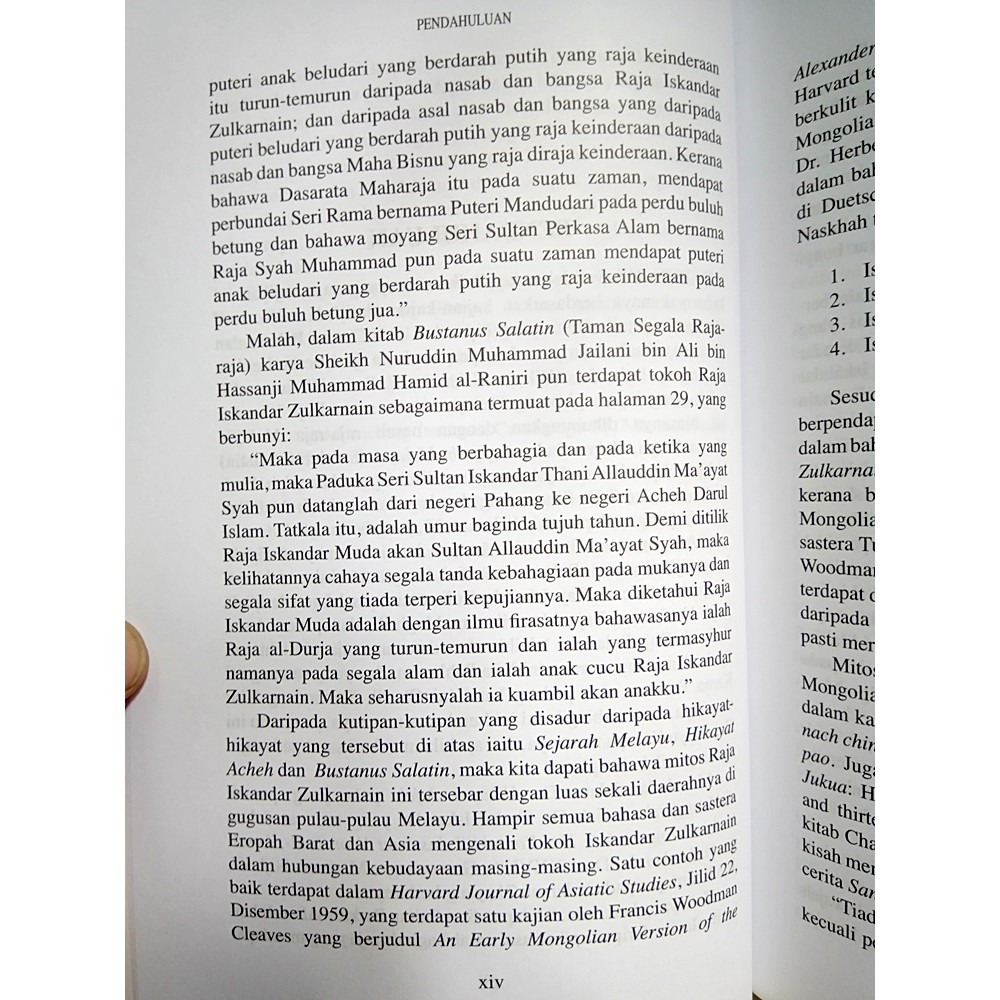 PENDAHULUAN
puteri anak beludari yang berdarah putih yang raja keinderaan
itu turun-temurun daripada nasab dan bangsa Raja Iskandar
Zulkarnain; dan daripada asal nasab dan bangsa yang daripada
puteri beludari yang berdarah putih yang raja keinderaan daripada
nasab dan bangsa Maha Bisnu yang raja diraja keinderaan. Kerana
bahawa Dasarata Maharaja itu pada suatu zaman, mendapat
perbundai Seri Rama bernama Puteri Mandudari pada perdu buluh
betung dan bahawa moyang Seri Sultan Perkasa Alam bernama
Raja Syah Muhammad pun pada suatu zaman mendapat puteri
anak beludari yang berdarah putih yang raja keinderaan pada
perdu buluh betung jua.”
Malah, dalam kitab Bustanus Salatin (Taman Segala Raja-
raja) karya Sheikh Nuruddin Muhammad Jailani bin Ali bin
Hassanji Muhammad Hamid al-Raniri pun terdapat tokoh Raja
Iskandar Zulkarnain sebagaimana termuat pada halaman 29, yang
berbunyi:
“Maka pada masa yang berbahagia dan pada ketika yang
mulia, maka Paduka Seri Sultan Iskandar Thani Allauddin Ma’ayat
Syah pun datanglah dari negeri Pahang ke negeri Acheh Darul
Islam. Tatkala itu, adalah umur baginda tujuh tahun. Demi ditilik
Raja Iskandar Muda akan Sultan Allauddin Ma’ayat Syah, maka
kelihatannya cahaya segala tanda kebahagiaan pada mukanya dan
segala sifat yang tiada terperi kepujiannya. Maka diketahui Raja
Iskandar Muda adalah dengan ilmu firasatnya bahawasanya ialah
Raja al-Durja yang turun-temurun dan ialah yang termasyhur
namanya pada segala alam dan ialah anak cucu Raja Iskandar
Zulkarnain. Maka seharusnyalah ia kuambil akan anakku.”
Daripada kutipan-kutipan yang disadur daripada hikayat-
hikayat yang tersebut di atas iaitu Sejarah Melayu, Hikayat
Acheh dan Bustanus Salatin, maka kita dapati bahawa mitos Raja
Iskandar Zulkarnain ini tersebar dengan luas sekali daerahnya di
gugusan pulau-pulau Melayu. Hampir semua bahasa dan sastera
Eropah Barat dan Asia mengenali tokoh Iskandar Zulkarnain
dalam hubungan kebudayaan masing-masing. Satu contoh yang
baik terdapat dalam Harvard Journal of Asiatic Studies, Jilid 22,
Disember 1959, yang terdapat satu kajian oleh Francis Woodman
Cleaves yang berjudul An Early Mongolian Version of the
xiv
Alexander
Harvard
berkulit
Mongolia
Dr.
dalam
di
Naskhah
1.
2.
3.
4.
berpendap
dalam
kerana
Mongolia
sastera
Woodman
terdapat
daripada
pasti
Mongolia
dalam
nach
pao. Juga
Jukua:
and
kitab
kisah
cerita
“Tiad
kecuali